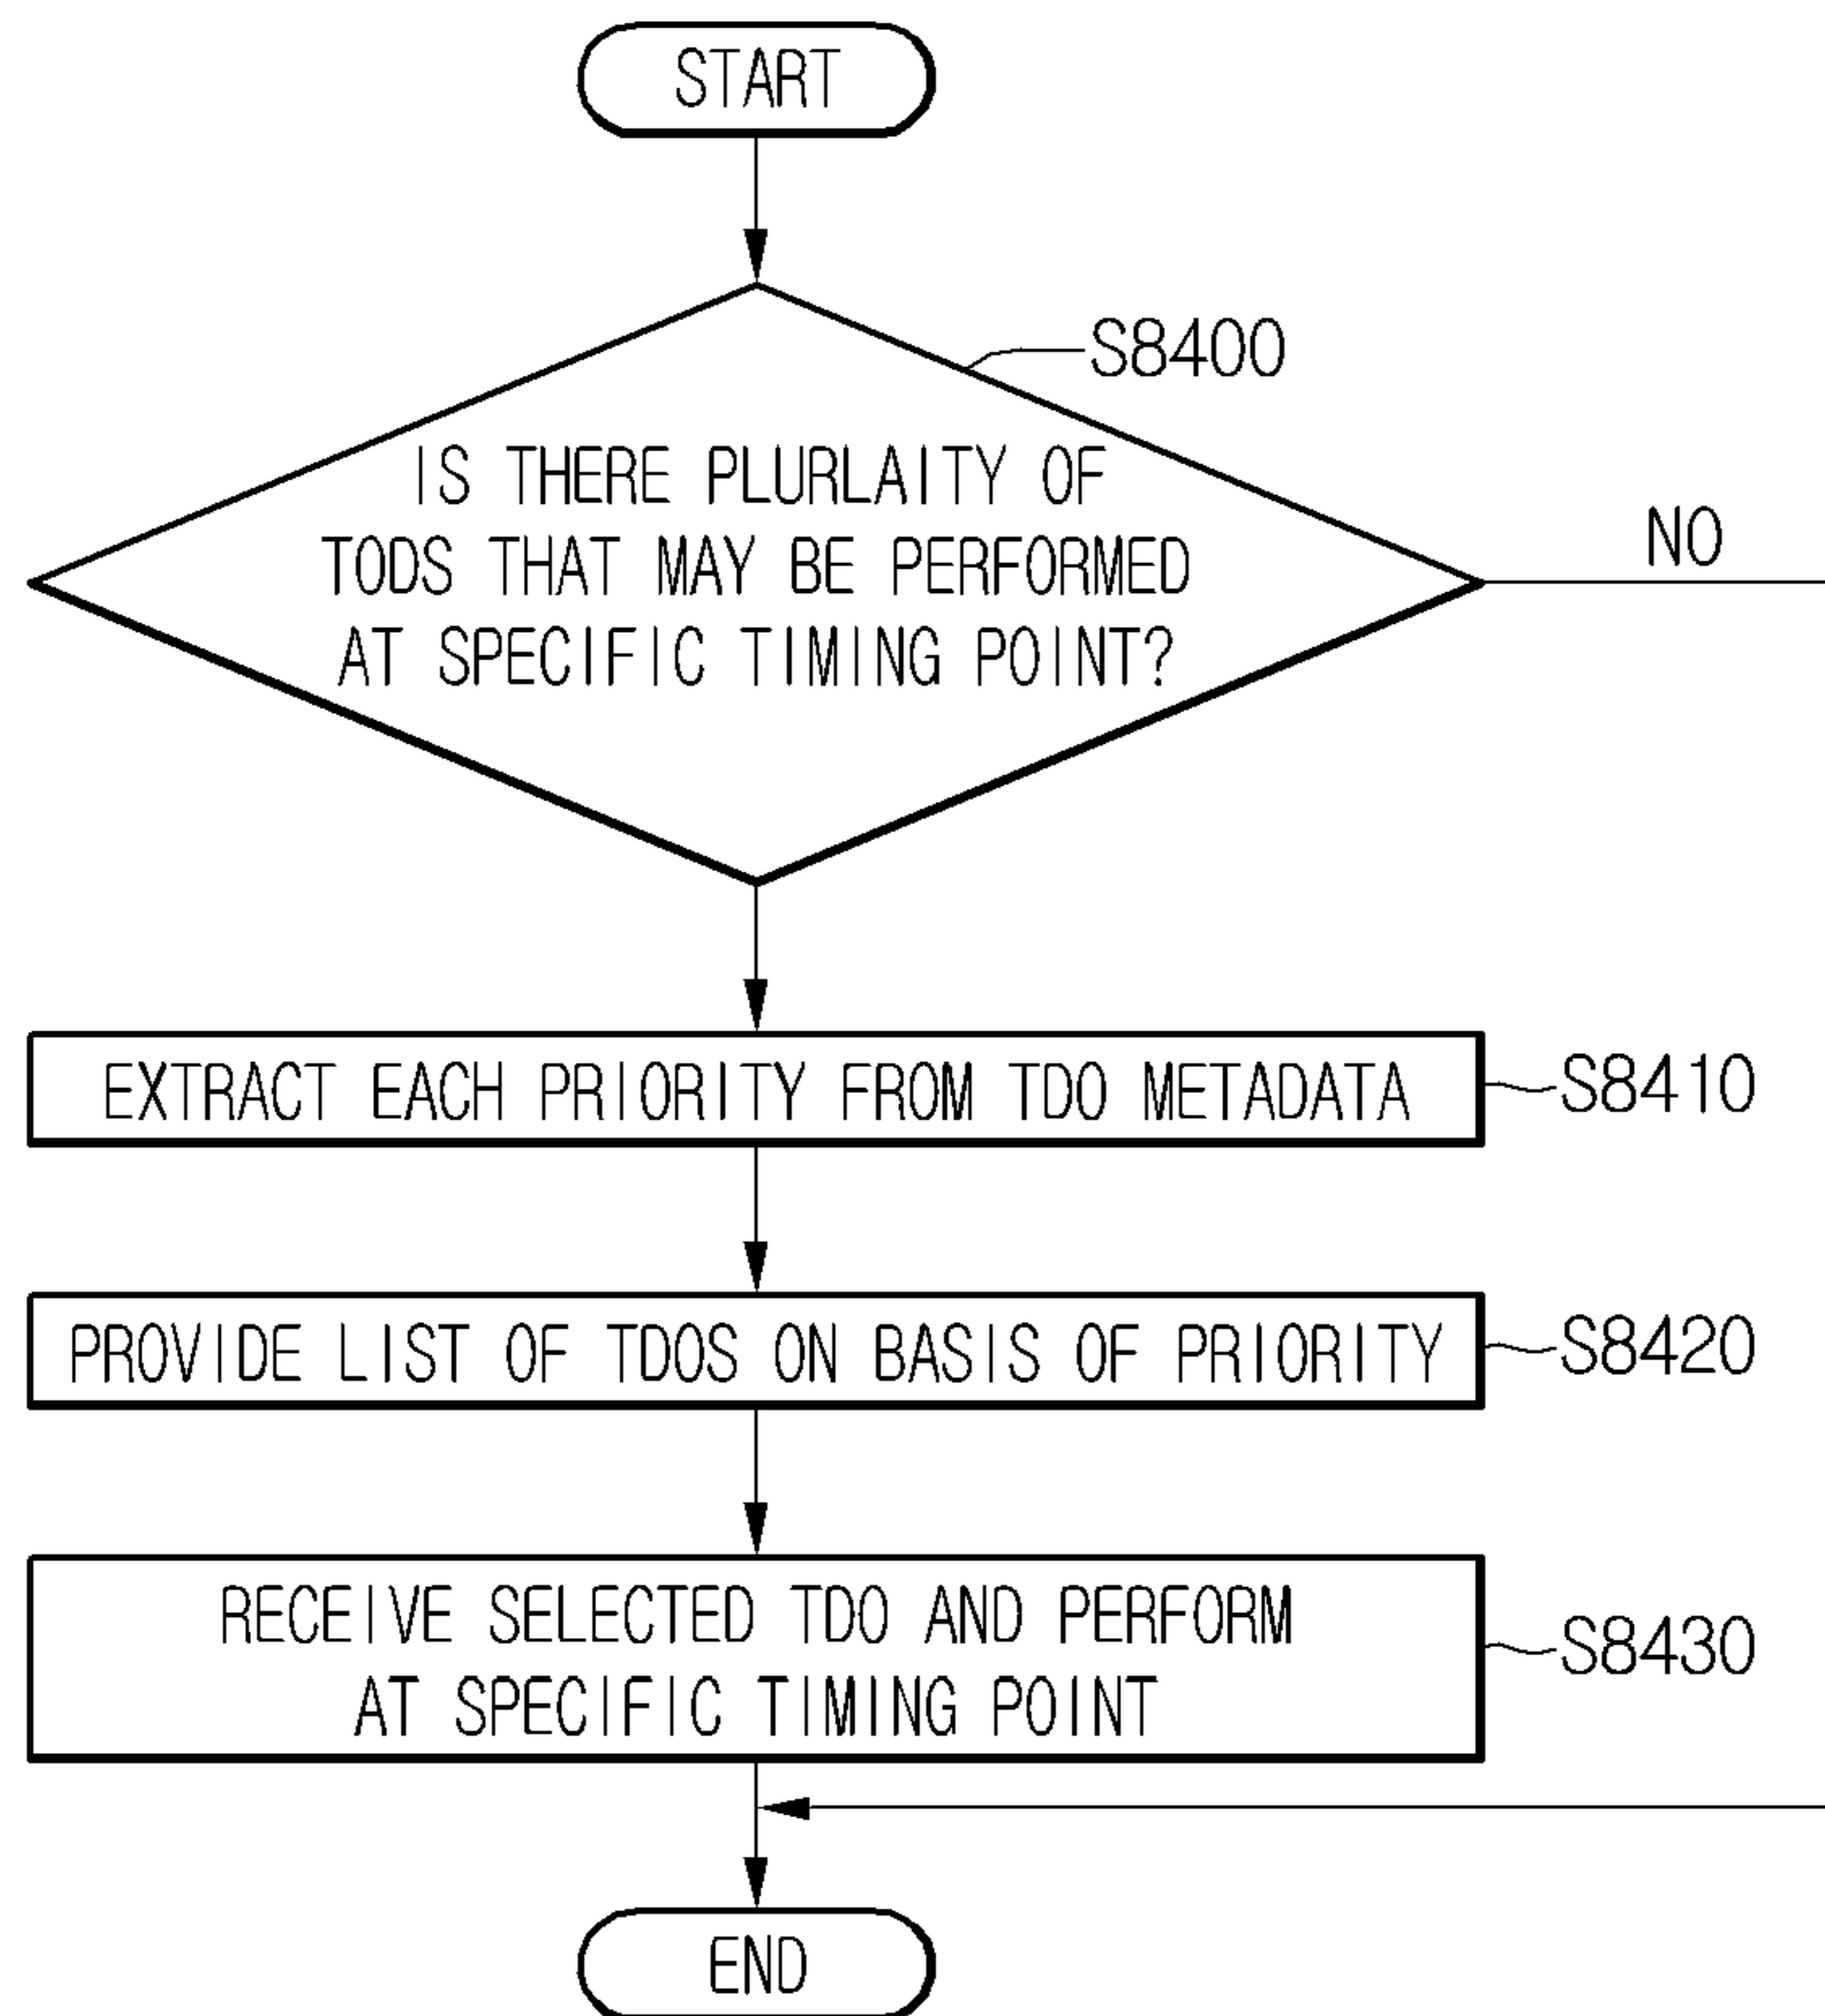 START
S8400
IS THERE PLURLAITY OF
TODS THAT MAY BE PERFORMED
AT SPECIFIC TIMING POINT?
NO
EXTRACT EACH PRIORITY FROM TDO METADATA
S8410
PROVIDE LIST OF TDOS ON BASIS OF PRIORITY
S8420
RECEIVE SELECTED TDO AND PERFORM
AT SPECIFIC TIMING POINT
S8430
END